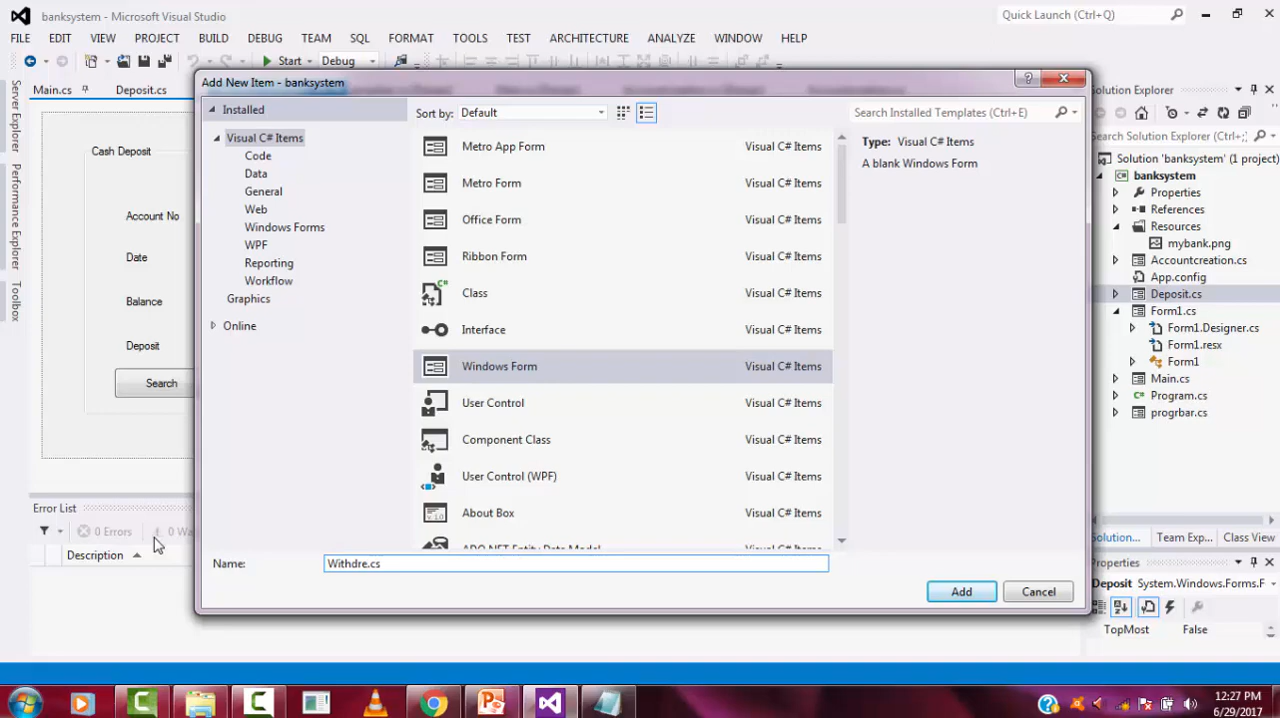 banksystem - Microsoft Visual Studio
Quick Launch (Ctrl+Q)
FILE EDIT VIEW PROJECT BUILD DEBUG TEAM SQL FORMAT TOOLS TEST ARCHITECTURE ANALYZE WINDOW HELP
Start Debug
Main.cs Deposit.cs
Server Explorer
Performance Explorer
Toolbox
Cash Deposit
Account No
Date
Balance
Deposit
Search
Add New Item - banksystem
Installed
Visual C# Items
Code
Data
General
Web
Windows Forms
WPF
Reporting
Workflow
Graphics
Online
Sort by: Default
Search Installed Templates (Ctrl+E)
Metro App Form Visual C# Items
Metro Form Visual C# Items
Office Form Visual C# Items
Ribbon Form Visual C# Items
Class Visual C# Items
Interface Visual C# Items
Windows Form Visual C# Items
User Control Visual C# Items
Component Class Visual C# Items
User Control (WPF) Visual C# Items
About Box Visual C# Items
Type: Visual C# Items
A blank Windows Form
Name: Withdre.cs
Add Cancel
Solution Explorer
Search Solution Explorer (Ctrl+;)
Solution 'banksystem' (1 project)
banksystem
Properties
References
Resources
mybank.png
Accountcreation.cs
App.config
Deposit.cs
Form1.cs
Form1.Designer.cs
Form1.resx
Form1
Main.cs
Program.cs
progrbar.cs
Solution... Team Exp... Class View
Properties
Deposit System.Windows.Forms.F
TopMost False
Error List
0 Errors 0 Wa
Description
12:27 PM
6/29/2017